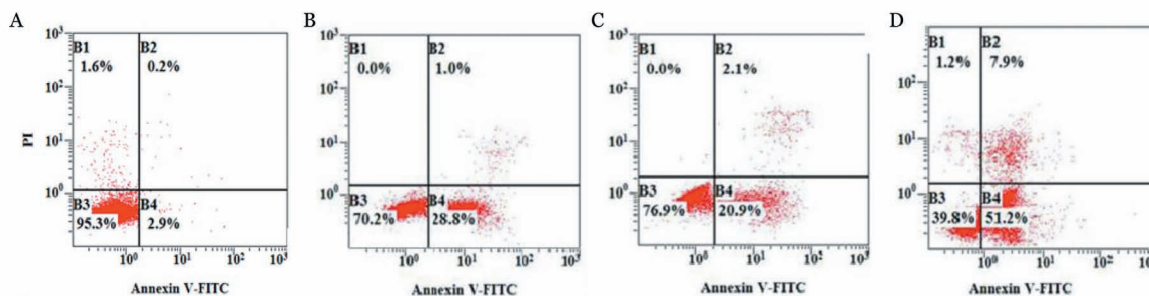 A
10³
10²
10¹
10⁰
PI
B1
1.6%
B2
0.2%
B3
95.3%
B4
2.9%
10⁰ 10¹ 10² 10³
Annexin V-FITC
B
10³
10²
10¹
10⁰
B1
0.0%
B2
1.0%
B3
70.2%
B4
28.8%
10⁰ 10¹ 10² 10³
Annexin V-FITC
C
10³
10²
10¹
10⁰
B1
0.0%
B2
2.1%
B3
76.9%
B4
20.9%
10⁰ 10¹ 10² 10³
Annexin V-FITC
D
10²
10¹
10⁰
B1
1.2%
B2
7.9%
B3
39.8%
B4
51.2%
10⁰ 10¹ 10² 10³
Annexin V-FITC